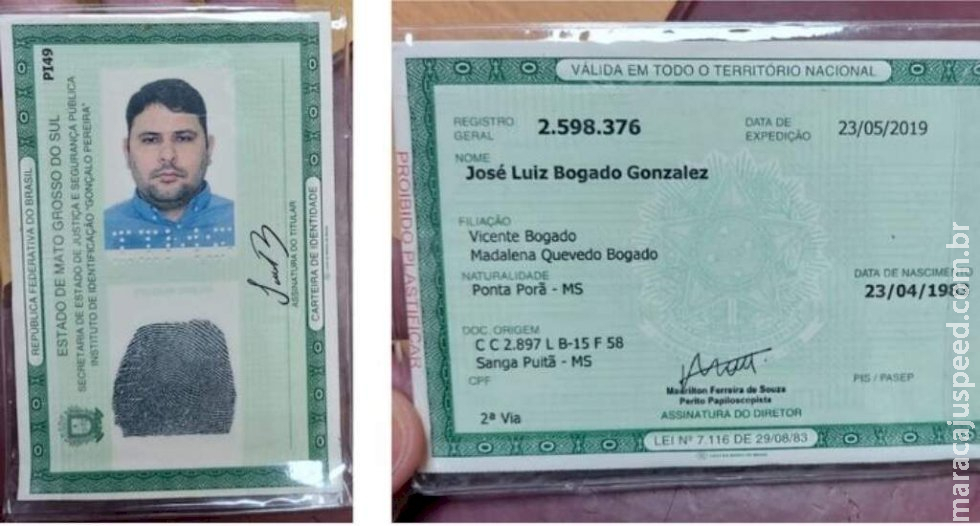 PI49
REPÚBLICA FEDERATIVA DO BRASIL
ESTADO DE MATO GROSSO DO SUL
SECRETARIA DE ESTADO DE JUSTIÇA E SEGURANÇA PÚBLICA
INSTITUTO DE IDENTIFICAÇÃO "GONÇALO PEREIRA"
ASSINATURA DO TITULAR
CARTEIRA DE IDENTIDADE
VÁLIDA EM TODO O TERRITÓRIO NACIONAL
REGISTRO GERAL 2.598.376 DATA DE EXPEDIÇÃO 23/05/2019
NOME
José Luiz Bogado Gonzalez
FILIAÇÃO
Vicente Bogado
Madalena Quevedo Bogado
NATURALIDADE
Ponta Porã - MS
DATA DE
23/04/
DOC. ORIGEM
C C 2.897 L B-15 F 58
Sanga Puitã - MS
CPF
PIS / PASEP
Ferreira de Souza
Perito Papiloscopista
2ª Via
ASSINATURA DO DIRETOR
LEI Nº 7.116 DE 29/08/83
PROIBIDO PLASTIFICAR
maracajuspeed.com.br